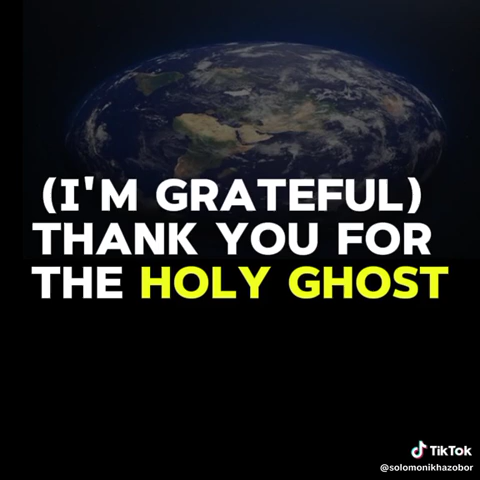 (I'M GRATEFUL)
THANK YOU FOR
THE HOLY GHOST
TikTok
@solomonikhazobor